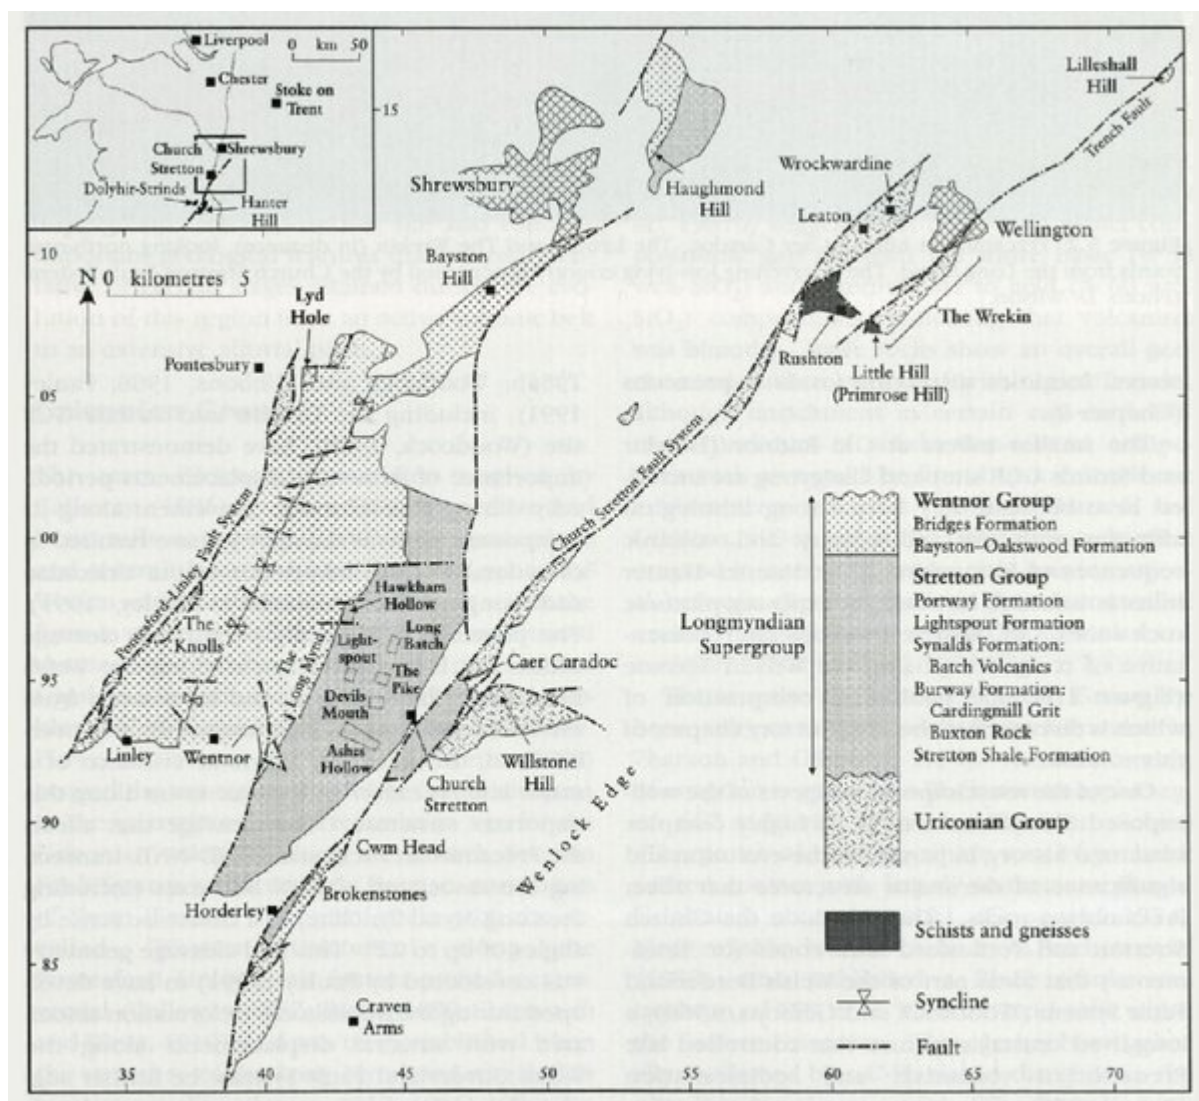 Liverpool
0 km 50
Chester
Stoke on
Trent
Church
Stretton
Shrewsbury
Dolyhir-Strinds
Hanter
Hill
15
10
05
00
95
90
85
35
40
45
50
55
60
65
70
N
0 kilometres 5
Lilleshall
Hill
Trench Fault
Wrockwardine
Leaton
Wellington
Shrewsbury
Haughmond
Hill
Bayston
Hill
Lyd
Hole
Pontesbury
The Wrekin
Rushton
Little Hill
(Primrose Hill)
Church Stretton Fault System
Pontesford-Linley Fault System
The
Knolls
The
Long Mynd
Hawkham
Hollow
Light-
spout
Long
Batch
The
Pike
Devils
Mouth
Ashes
Hollow
Caer Caradoc
Linley
Wentnor
Church
Stretton
Willstone
Hill
Wenlock Edge
Cwm Head
Brokenstones
Horderley
Craven
Arms
Longmyndian
Supergroup
Wentnor Group
Bridges Formation
Bayston–Oakswood Formation
Stretton Group
Portway Formation
Lightspout Formation
Synalds Formation:
Batch Volcanics
Burway Formation:
Cardingmill Grit
Buxton Rock
Stretton Shale Formation
Uriconian Group
Schists and gneisses
Syncline
Fault